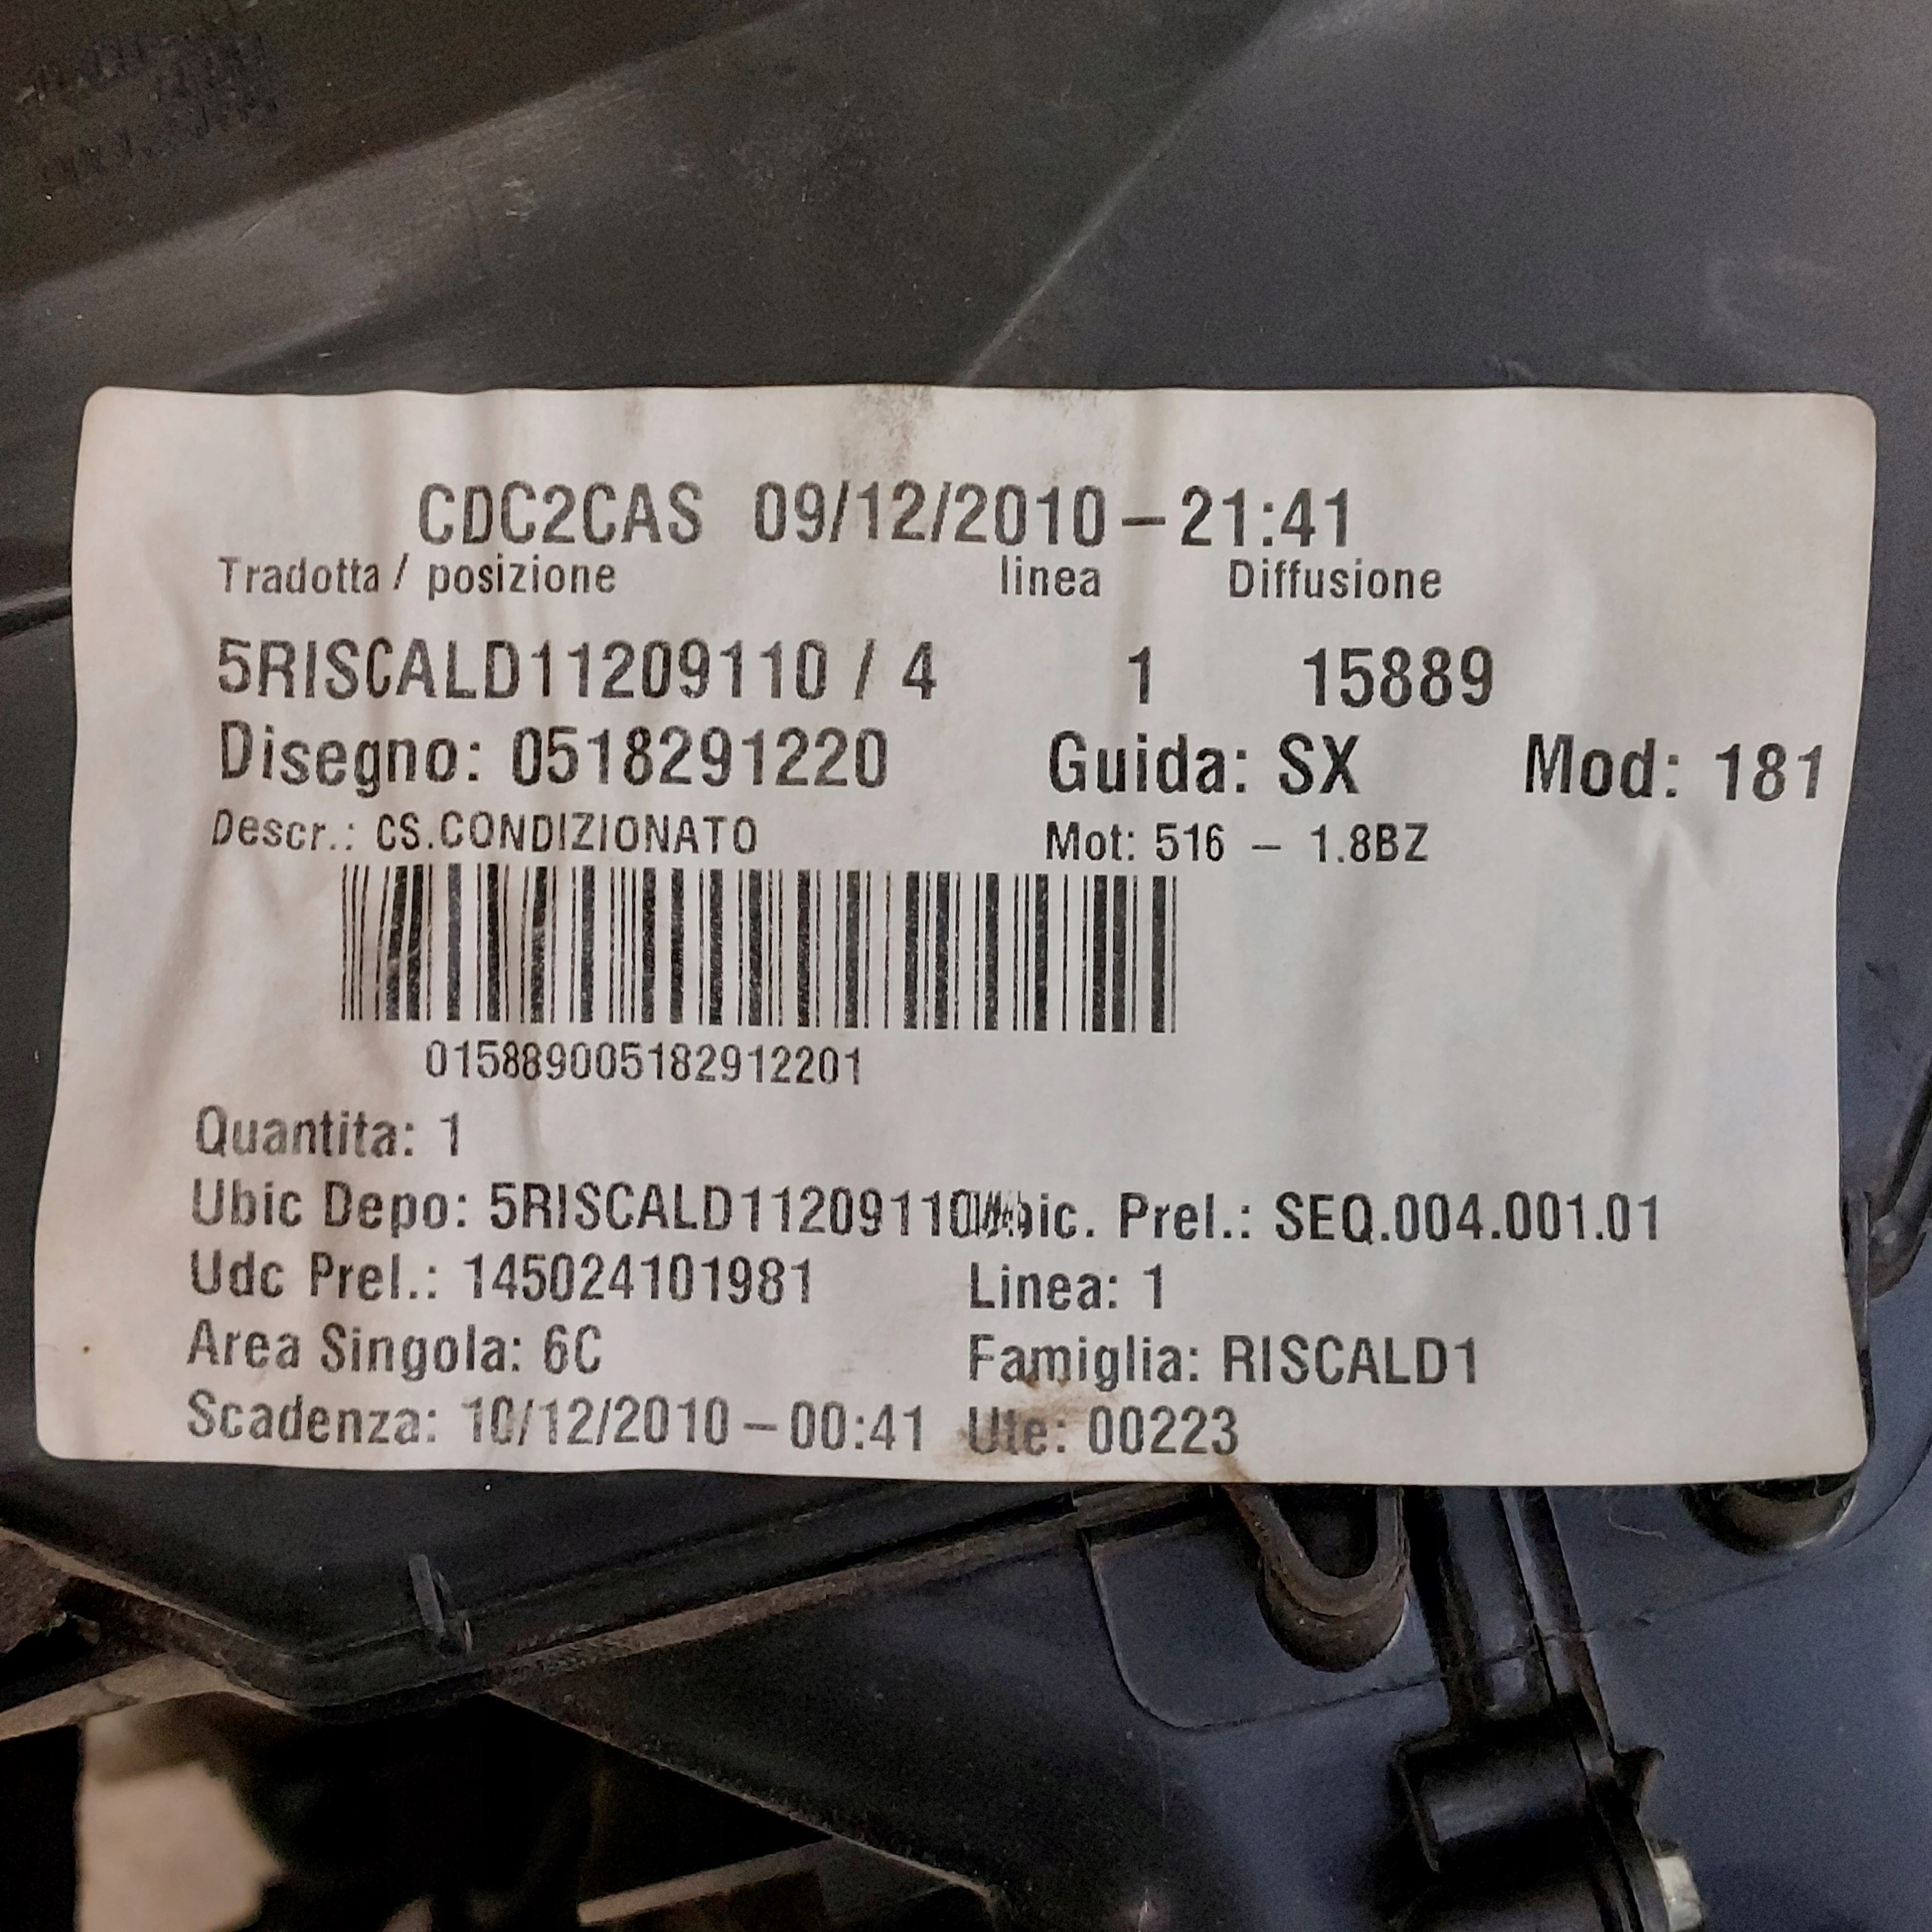 CDC2CAS 09/12/2010-21:41
Tradotta / posizione linea Diffusione
5RISCALD11209110 / 4 1 15889
Disegno: 0518291220 Guida: SX Mod: 181
Descr.: CS.CONDIZIONATO Mot: 516 - 1.8BZ
015889005182912201
Quantita: 1
Ubic Depo: 5RISCALD11209110 Prel.: SEQ.004.001.01
Udc Prel.: 145024101981 Linea: 1
Area Singola: 6C Famiglia: RISCALD1
Scadenza: 10/12/2010-00:41 Ute: 00223